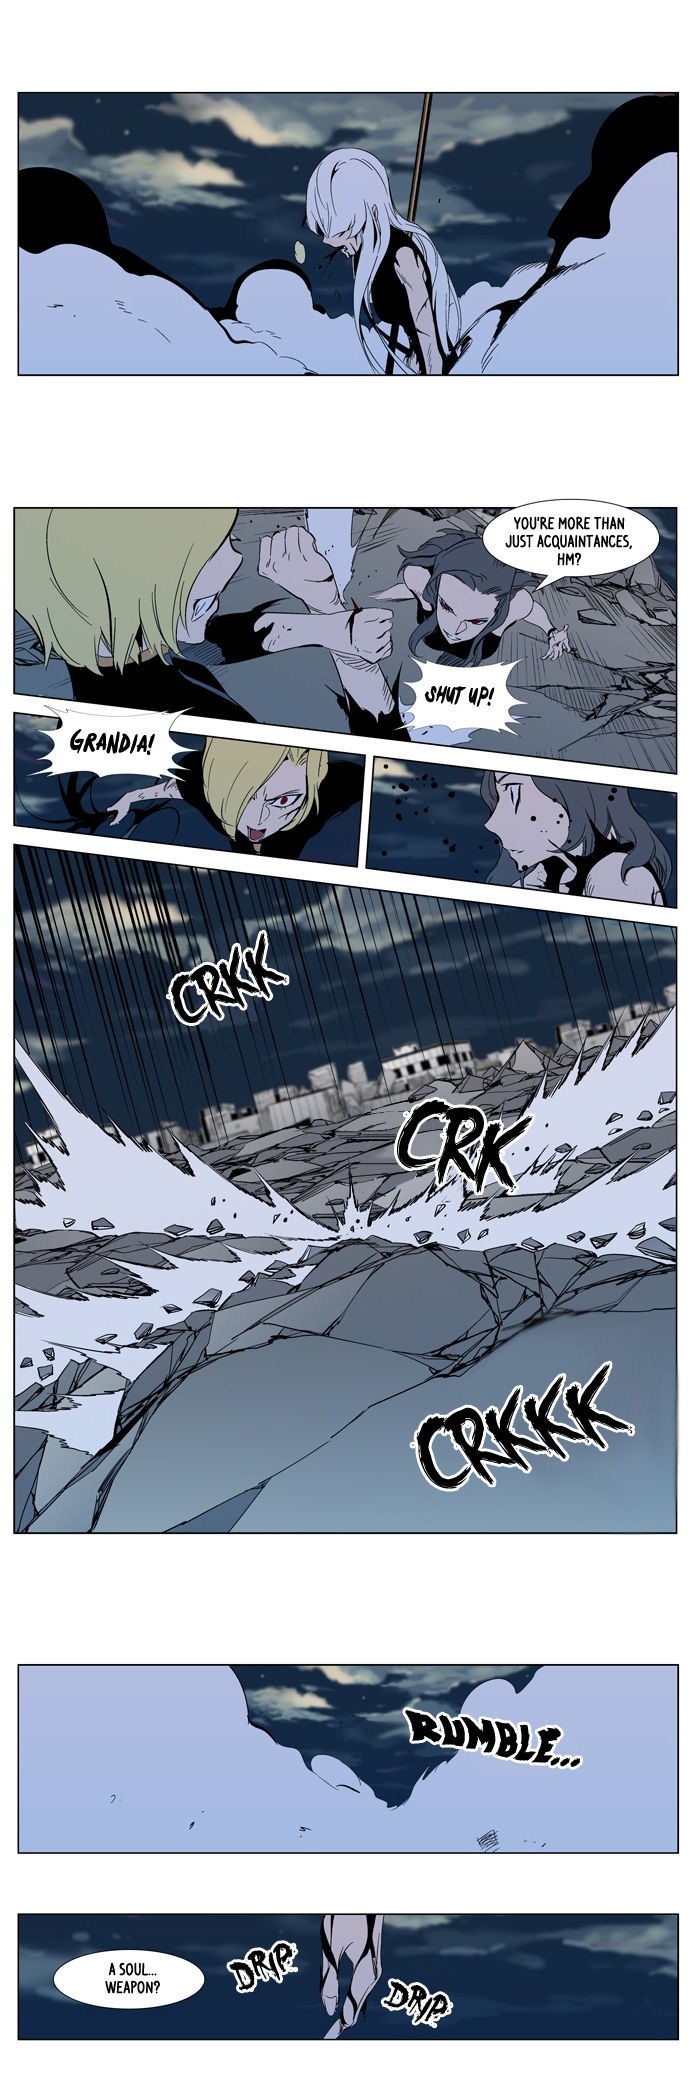 YOU'RE MORE THAN
JUST ACQUAINTANCES,
HM?
SHUT UP!
GRANDIA!
CRKK
CRK
CRKKK
RUMBLE...
A SOUL...
WEAPON?
DRIP
DRIP